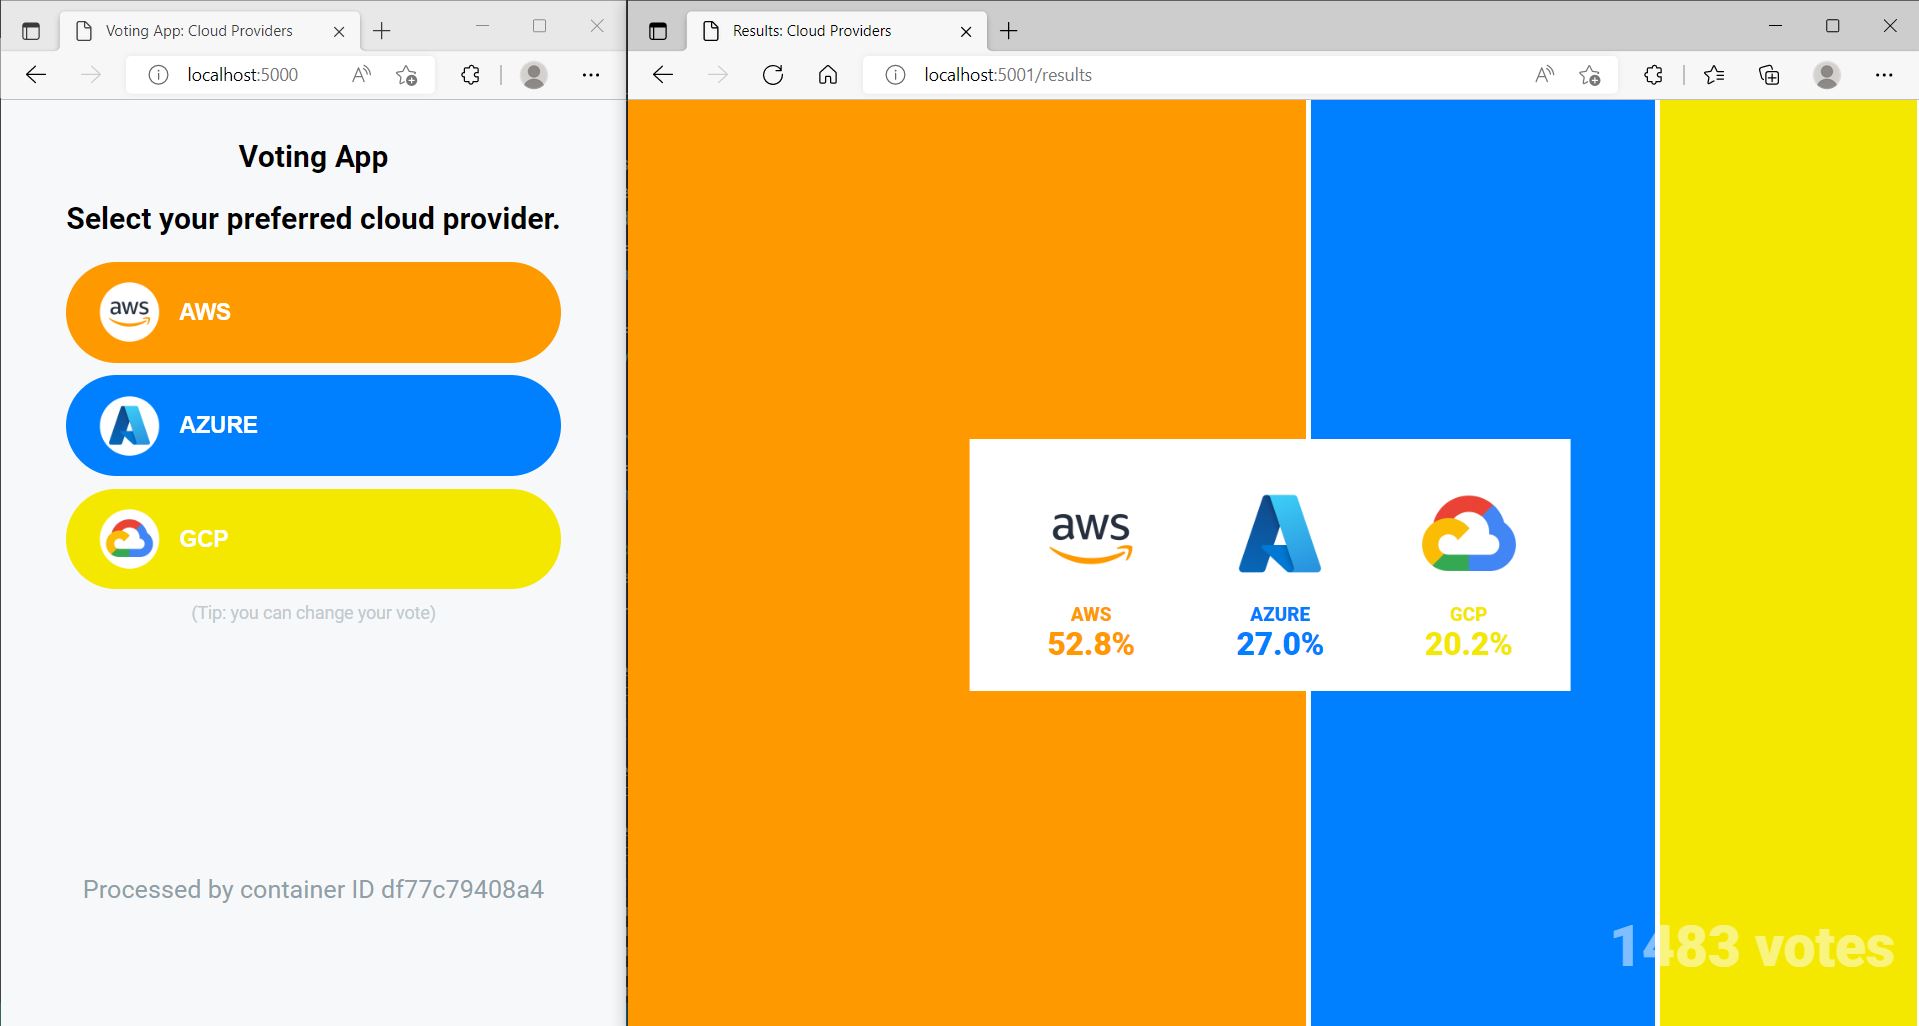 Voting App: Cloud Providers
localhost:5000
Voting App
Select your preferred cloud provider.
aws AWS
AZURE
GCP
(Tip: you can change your vote)
Processed by container ID df77c79408a4
Results: Cloud Providers
localhost:5001/results
aws
AWS AZURE GCP
52.8% 27.0% 20.2%
1483 votes